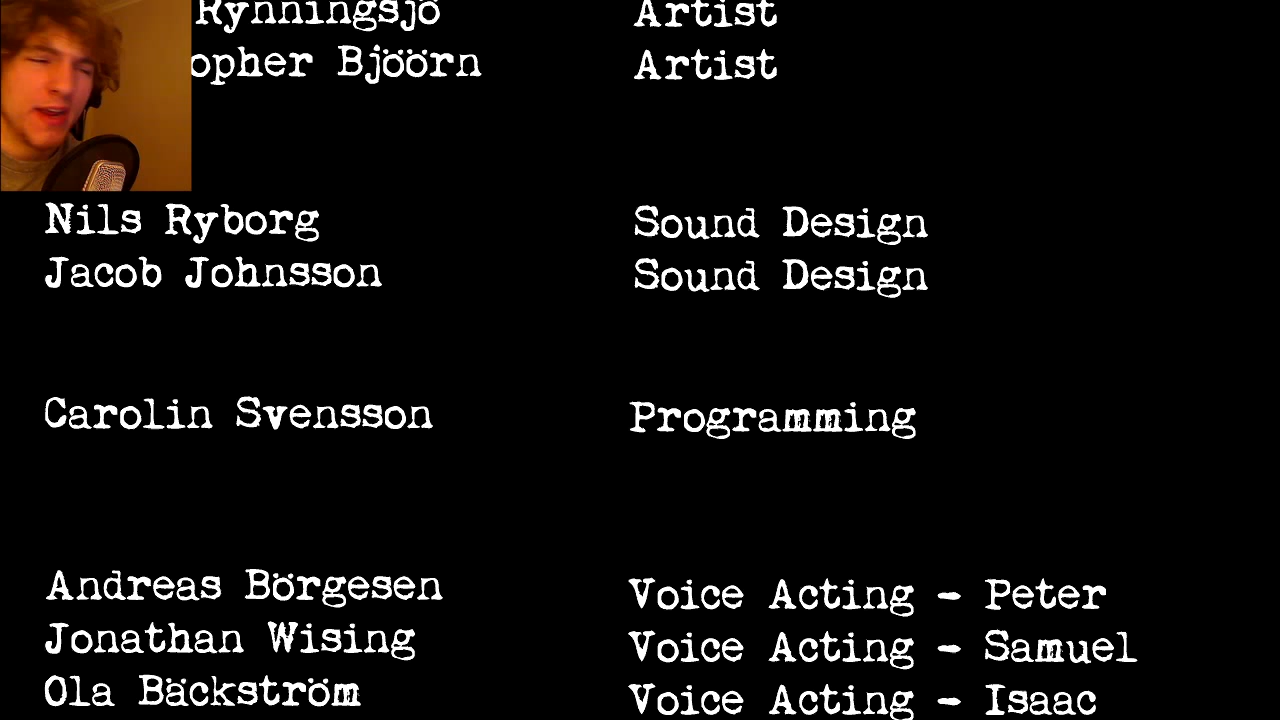 Rynningsjö Artist
opher Bjöörn Artist
Nils Ryborg Sound Design
Jacob Johnsson Sound Design
Carolin Svensson Programming
Andreas Börgesen Voice Acting - Peter
Jonathan Wising Voice Acting - Samuel
Ola Bäckström Voice Acting - Isaac